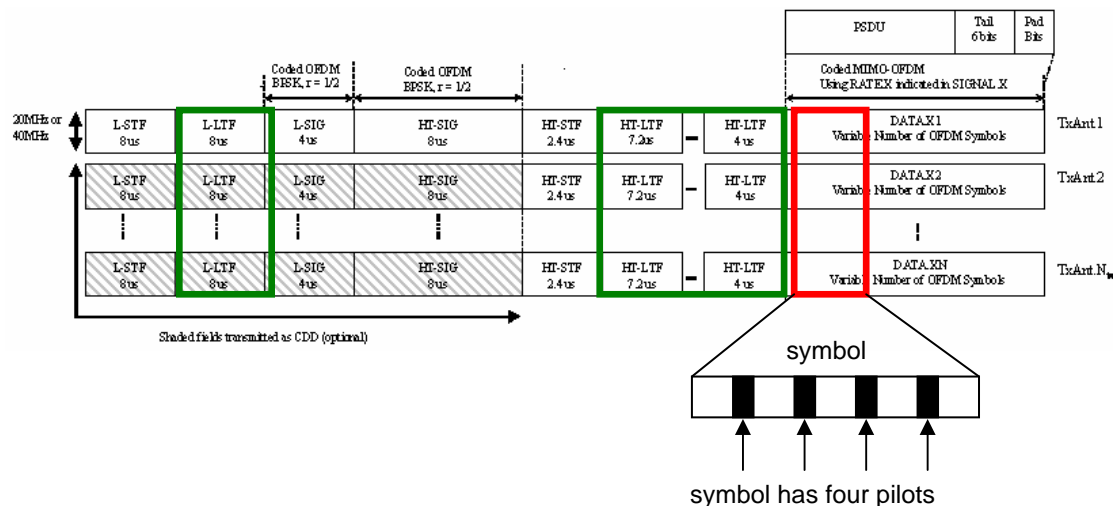 PSDU
Tail
6 bits
Pad
Bits
Coded OFDM
BPSK, r = 1/2
Coded OFDM
BPSK, r = 1/2
Coded MIMO-OFDM
Using RATE.X indicated in SIGNAL.X
20MHz or
40MHz
L-STF
8us
L-LTF
8us
L-SIG
4us
HT-SIG
8us
HT-STF
2.4us
HT-LTF
7.2us
HT-LTF
4us
DATA.X1
Variable Number of OFDM Symbols
TxAnt.1
L-STF
8us
L-LTF
8us
L-SIG
4us
HT-SIG
8us
HT-STF
2.4us
HT-LTF
7.2us
HT-LTF
4us
DATA.X2
Variable Number of OFDM Symbols
TxAnt.2
L-STF
8us
L-LTF
8us
L-SIG
4us
HT-SIG
8us
HT-STF
2.4us
HT-LTF
7.2us
HT-LTF
4us
DATA.XN
Variable Number of OFDM Symbols
Shaded fields transmitted as CDD (optional)
symbol
symbol has four pilots